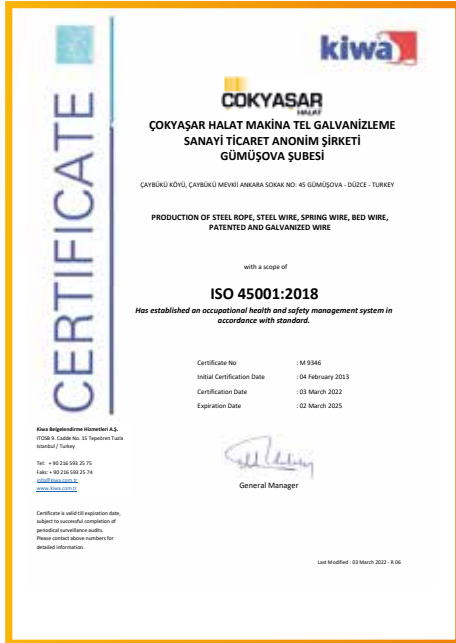 kiwa
CERTIFICATE
ÇOKYAŞAR
HALAT
ÇOKYAŞAR HALAT MAKİNA TEL GALVANİZLEME
SANAYİ TİCARET ANONİM ŞİRKETİ
GÜMÜŞOVA ŞUBESİ
ÇAYBÜKÜ KÖYÜ, ÇAYBÜKÜ MEVKİİ ANKARA SOKAK NO: 45 GÜMÜŞOVA - DÜZCE - TURKEY
PRODUCTION OF STEEL ROPE, STEEL WIRE, SPRING WIRE, BED WIRE,
PATENTED AND GALVANIZED WIRE
with a scope of
ISO 45001:2018
Has established an occupational health and safety management system in
accordance with standard.
Certificate No : M 9346
Initial Certification Date : 04 February 2013
Certification Date : 03 March 2022
Expiration Date : 02 March 2025
Kiwa Belgelendirme Hizmetleri A.Ş.
ITOSB 9. Cadde No. 15 Tepeören Tuzla
Istanbul / Turkey
Tel: + 90 216 593 25 75
Faks: + 90 216 593 25 74
info@kiwa.com.tr
www.kiwa.com.tr
General Manager
Certificate is valid till expiration date,
subject to successful completion of
periodical surveillance audits.
Please contact above numbers for
detailed information.
Last Modified : 03 March 2022 - R 06